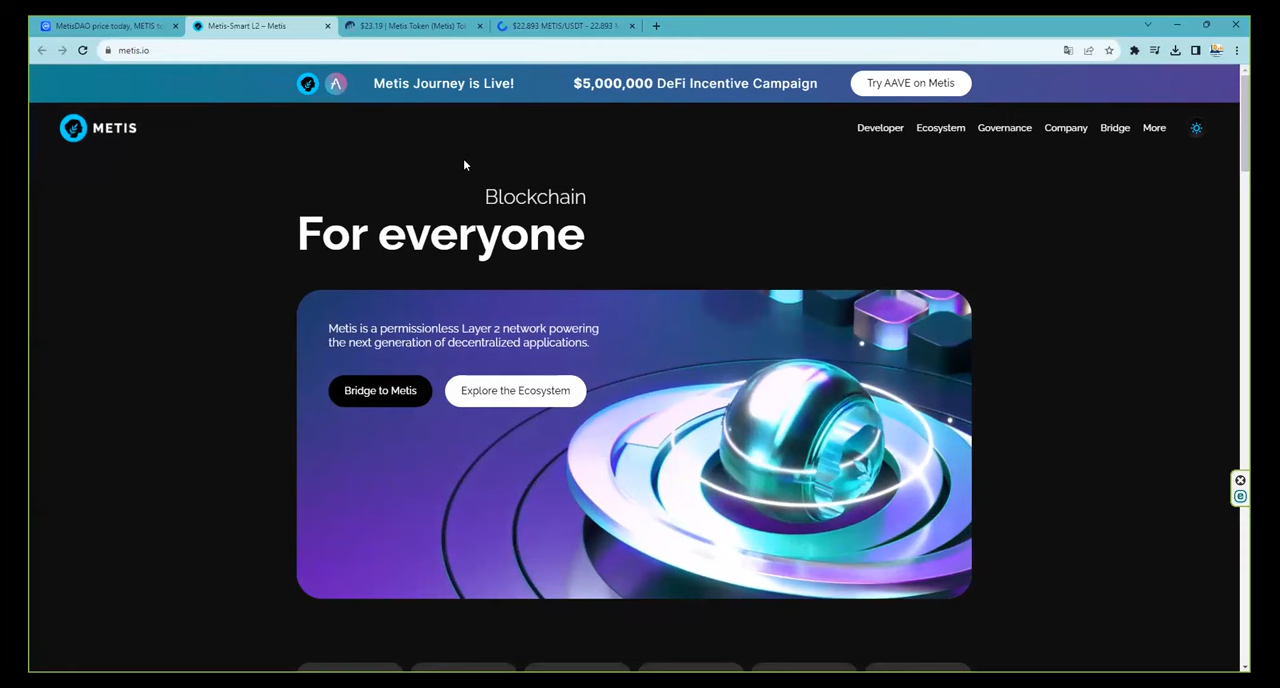 MetisDAO price today, METIS to
Metis-Smart L2 – Metis
$23.19 | Metis Token (Metis) To
$22.893 METIS/USDT - 22.893 M
metis.io
Metis Journey is Live!
$5,000,000 DeFi Incentive Campaign
Try AAVE on Metis
METIS
Developer
Ecosystem
Governance
Company
Bridge
More
Blockchain
For everyone
Metis is a permissionless Layer 2 network powering
the next generation of decentralized applications.
Bridge to Metis
Explore the Ecosystem